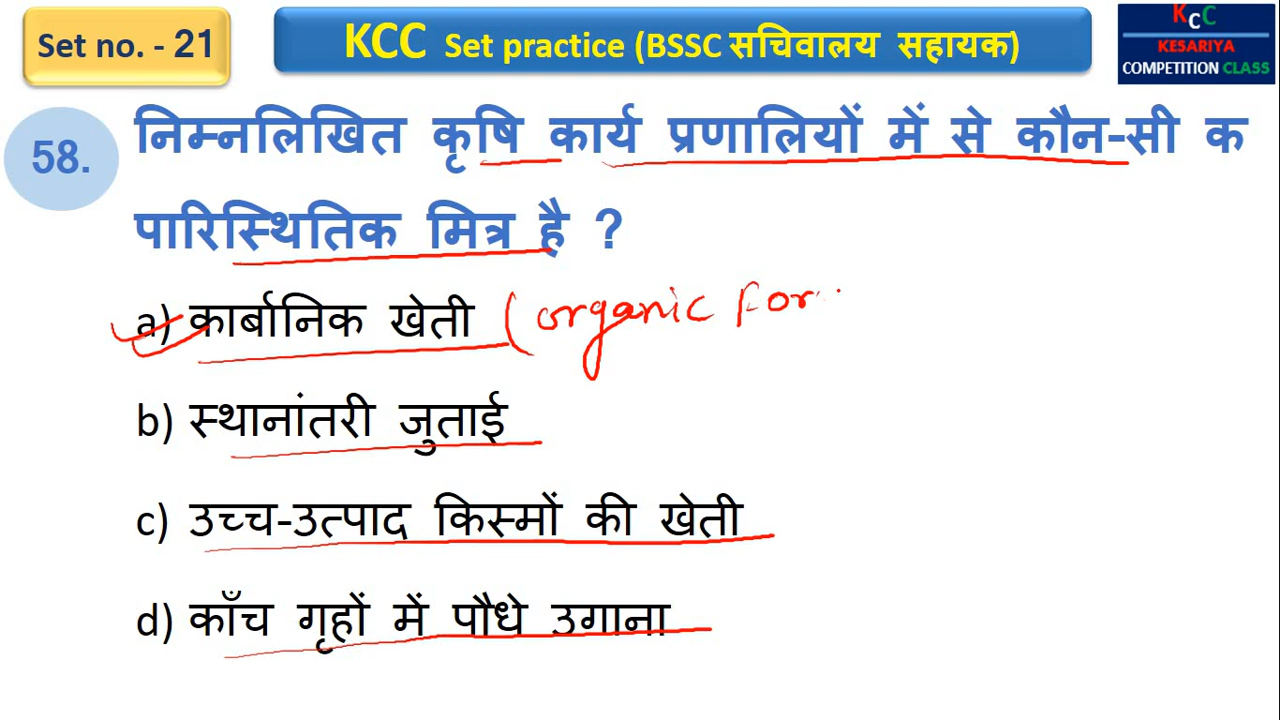 Set no. - 21
KCC Set practice (BSSC सचिवालय सहायक)
KCC
KESARIYA
COMPETITION CLASS
58. निम्नलिखित कृषि कार्य प्रणालियों में से कौन-सी क
पारिस्थितिक मित्र है ?
a) कार्बानिक खेती (organic For
b) स्थानांतरी जुताई
c) उच्च-उत्पाद किस्मों की खेती
d) काँच गृहों में पौधे उगाना